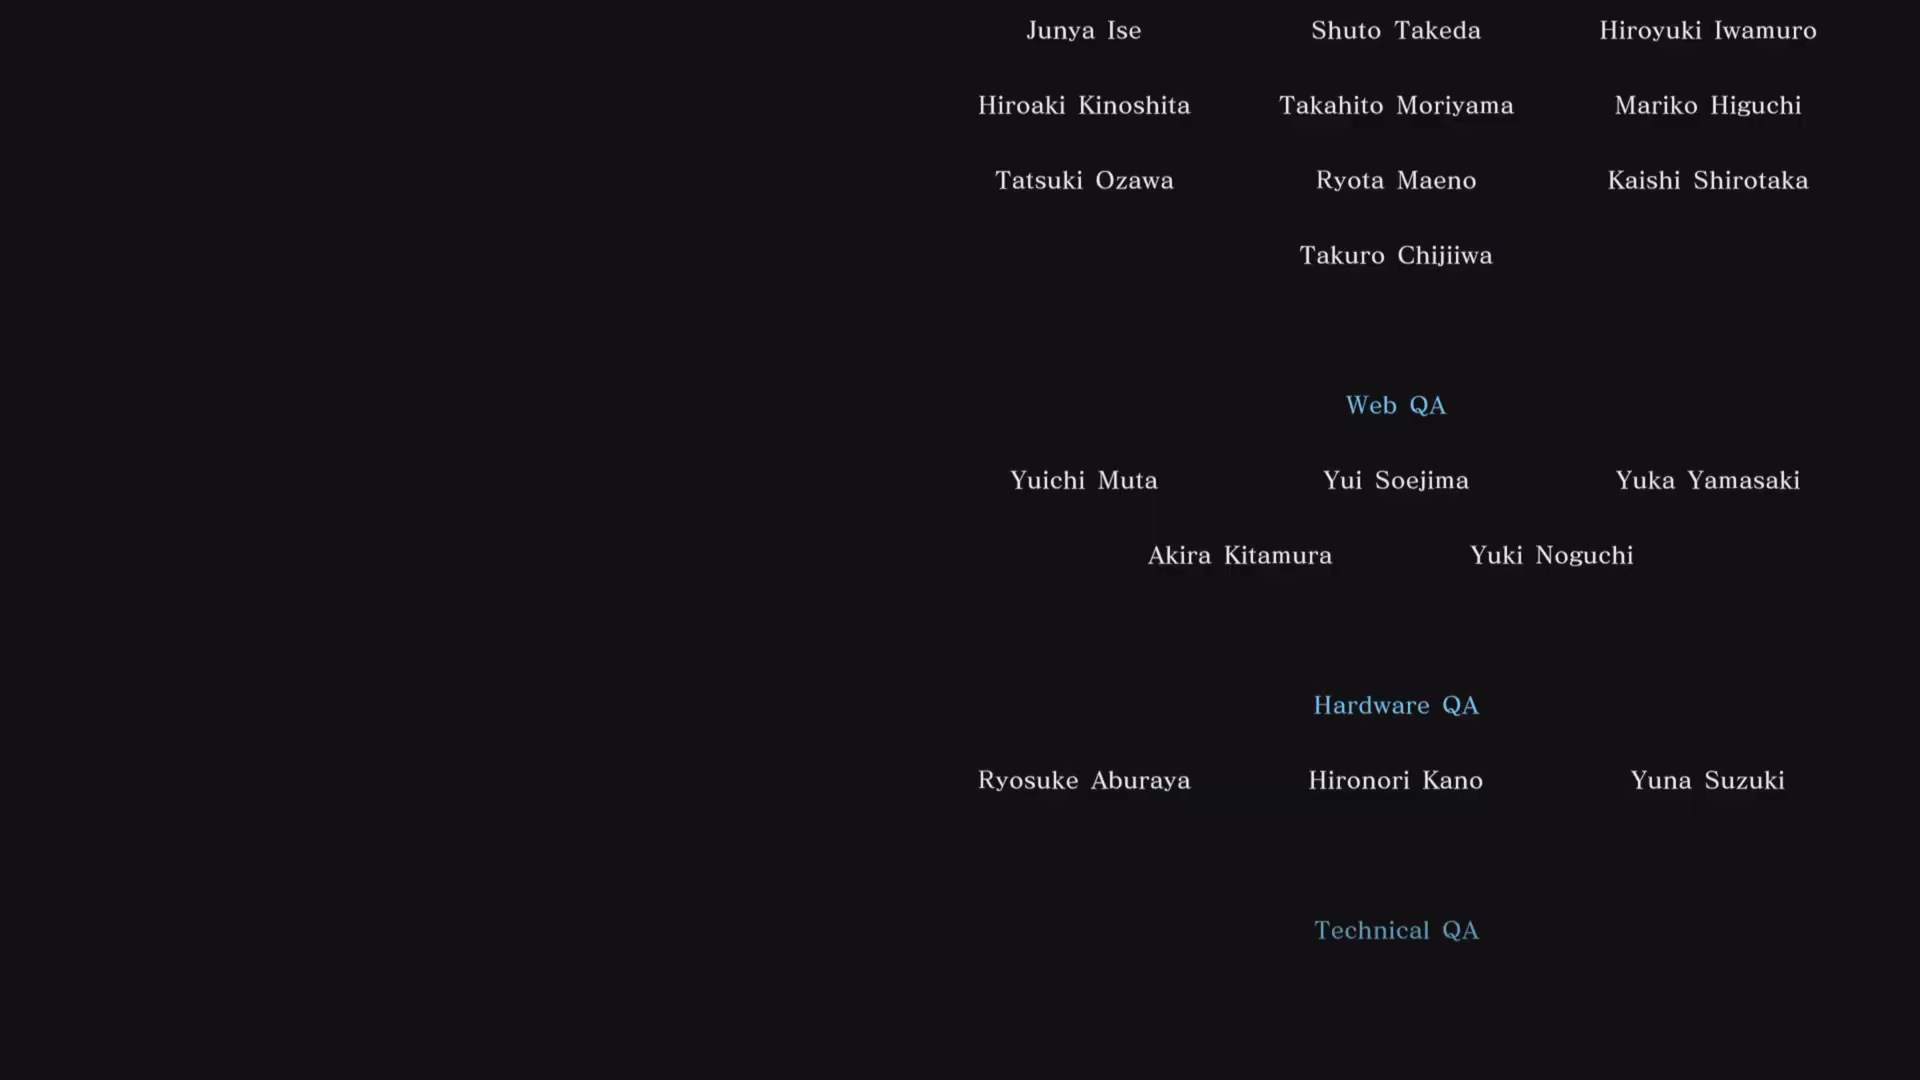 Junya Ise Shuto Takeda Hiroyuki Iwamuro
Hiroaki Kinoshita Takahito Moriyama Mariko Higuchi
Tatsuki Ozawa Ryota Maeno Kaishi Shirotaka
Takuro Chijiiwa
Web QA
Yuichi Muta Yui Soejima Yuka Yamasaki
Akira Kitamura Yuki Noguchi
Hardware QA
Ryosuke Aburaya Hironori Kano Yuna Suzuki
Technical QA